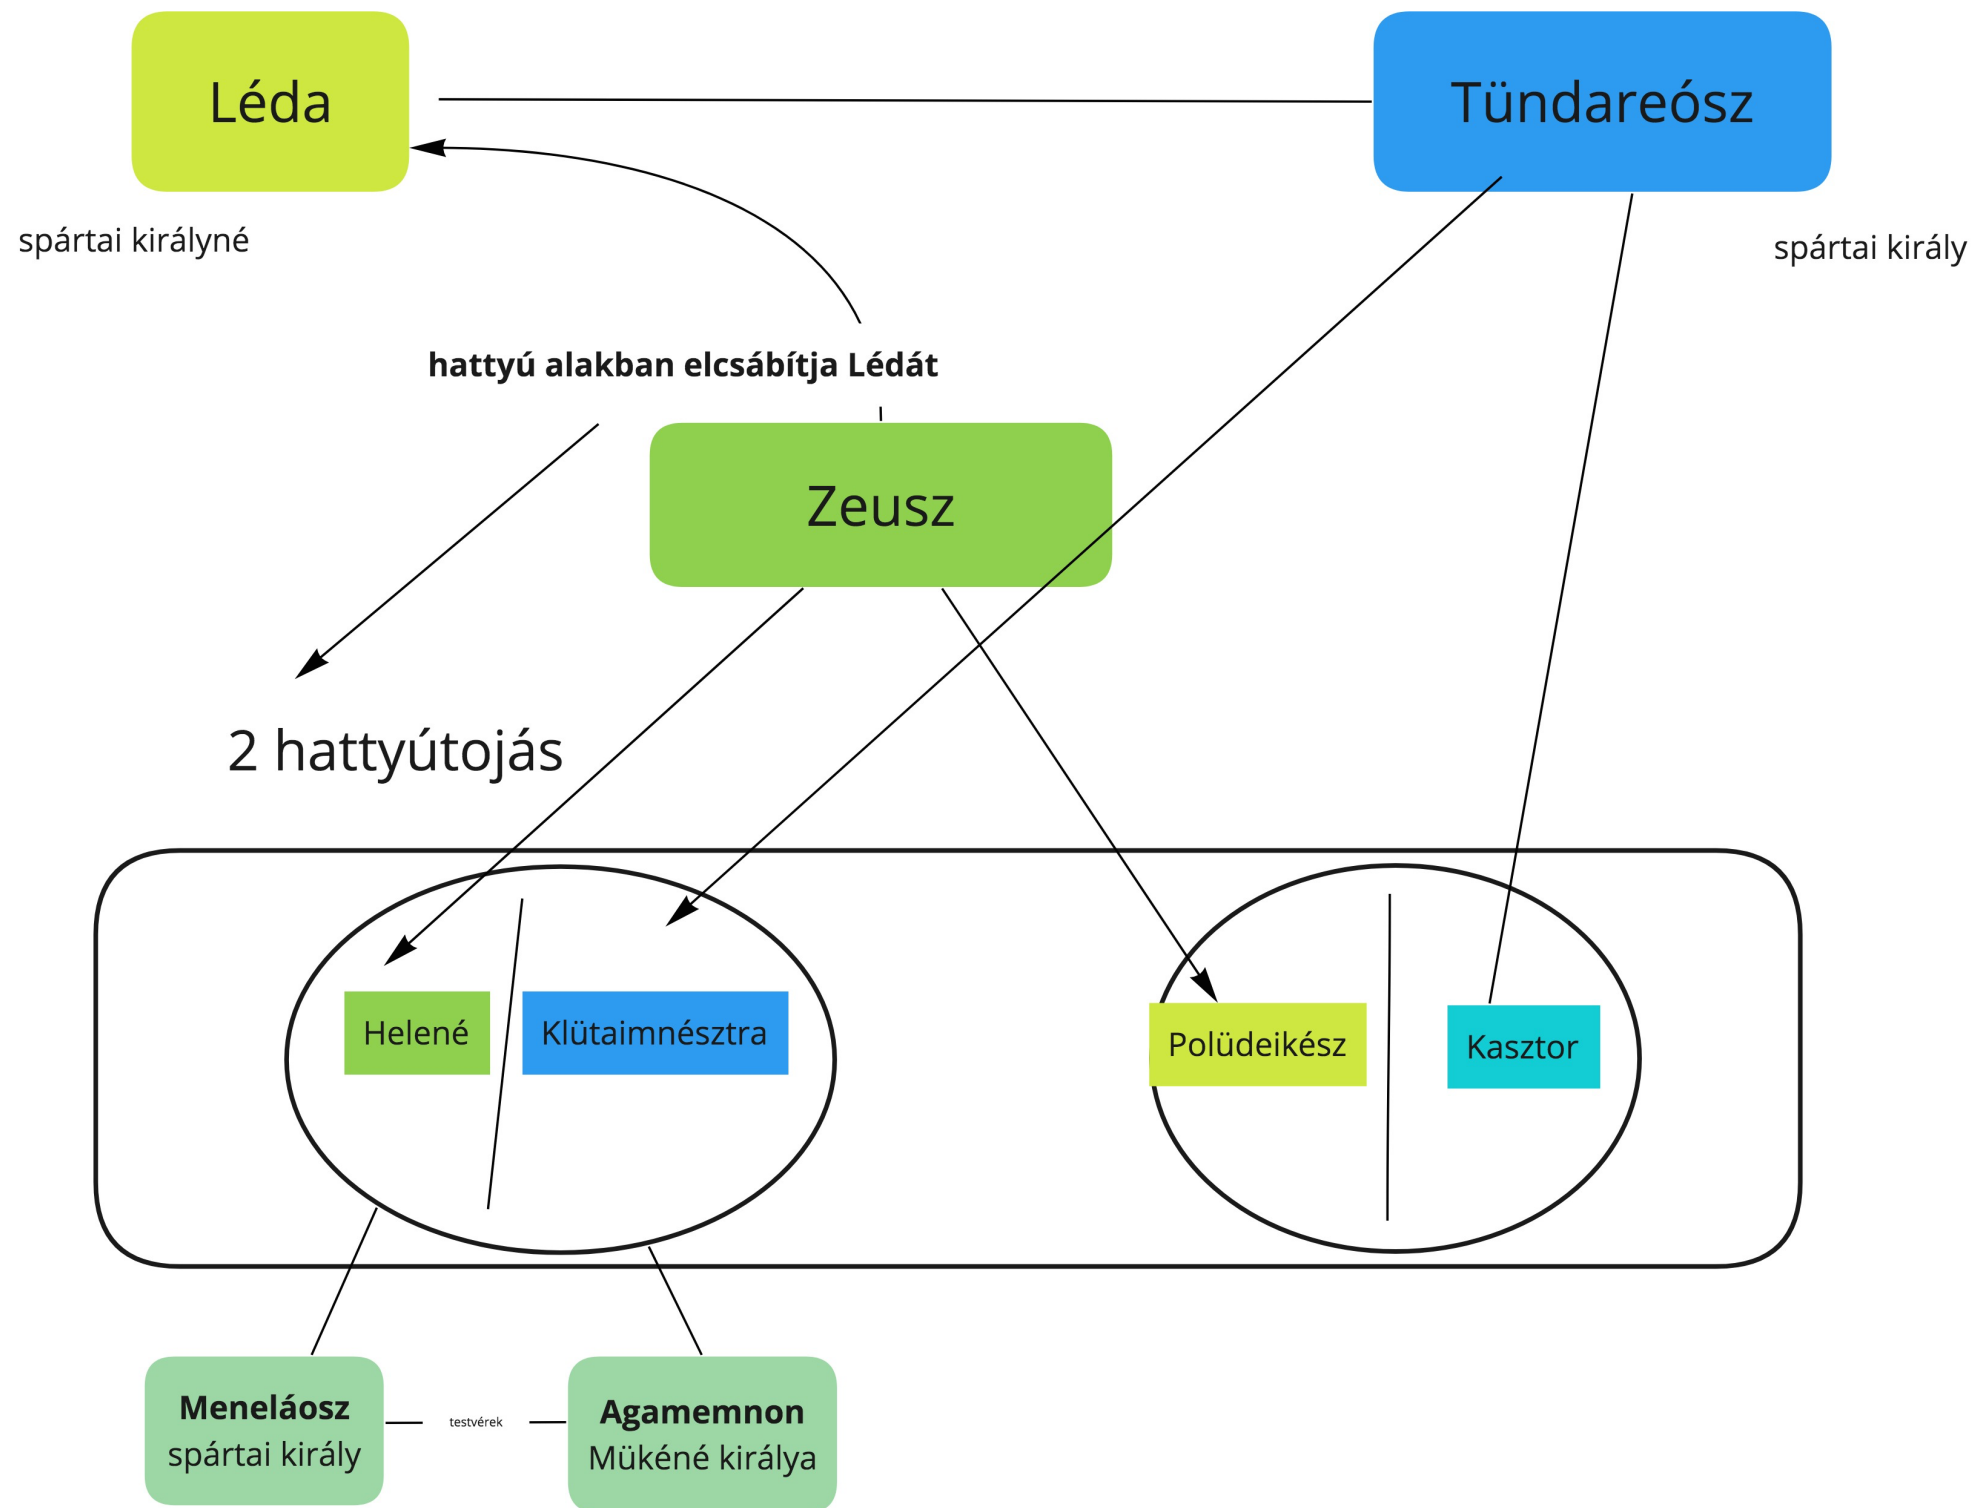 Léda
Tündareósz
spártai királyné
spártai király
hattyú alakban elcsábítja Lédát
Zeusz
2 hattyútojás
Helené
Klütaimnésztra
Polüdeikész
Kasztor
Meneláosz
spártai király
testvérek
Agamemnon
Mükéné királya